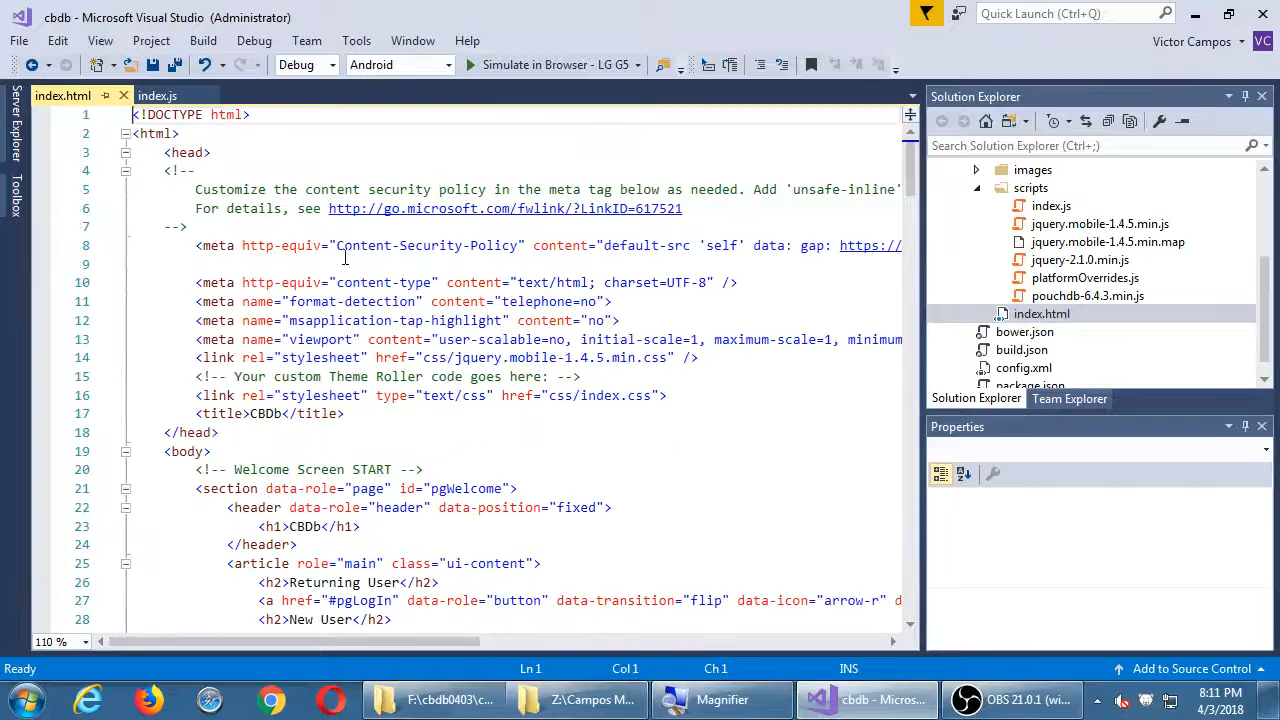 cbdb - Microsoft Visual Studio (Administrator)
Quick Launch (Ctrl+Q)
File Edit View Project Build Debug Team Tools Window Help
Victor Campos VC
Debug Android Simulate in Browser - LG G5
Server Explorer
Toolbox
index.html index.js
1 <!DOCTYPE html>
2 <html>
3 <head>
4 <!--
5 Customize the content security policy in the meta tag below as needed. Add 'unsafe-inline'
6 For details, see http://go.microsoft.com/fwlink/?LinkID=617521
7 -->
8 <meta http-equiv="Content-Security-Policy" content="default-src 'self' data: gap: https://
9
10 <meta http-equiv="content-type" content="text/html; charset=UTF-8" />
11 <meta name="format-detection" content="telephone=no">
12 <meta name="msapplication-tap-highlight" content="no">
13 <meta name="viewport" content="user-scalable=no, initial-scale=1, maximum-scale=1, minimum
14 <link rel="stylesheet" href="css/jquery.mobile-1.4.5.min.css" />
15 <!-- Your custom Theme Roller code goes here: -->
16 <link rel="stylesheet" type="text/css" href="css/index.css">
17 <title>CBDb</title>
18 </head>
19 <body>
20 <!-- Welcome Screen START -->
21 <section data-role="page" id="pgWelcome">
22 <header data-role="header" data-position="fixed">
23 <h1>CBDb</h1>
24 </header>
25 <article role="main" class="ui-content">
26 <h2>Returning User</h2>
27 <a href="#pgLogIn" data-role="button" data-transition="flip" data-icon="arrow-r" d
28 <h2>New User</h2>
110 %
Solution Explorer
Search Solution Explorer (Ctrl+;)
images
scripts
index.js
jquery.mobile-1.4.5.min.js
jquery.mobile-1.4.5.min.map
jquery-2.1.0.min.js
platformOverrides.js
pouchdb-6.4.3.min.js
index.html
bower.json
build.json
config.xml
package.json
Solution Explorer Team Explorer
Properties
Ready Ln 1 Col 1 Ch 1 INS Add to Source Control
F:\cbdb0403\c... Z:\Campos M... Magnifier cbdb - Micros... OBS 21.0.1 (wi...
8:11 PM
4/3/2018